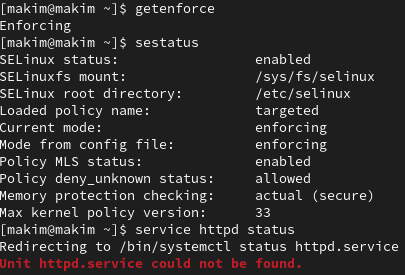 [makim@makim ~]$ getenforce
Enforcing
[makim@makim ~]$ sestatus
SELinux status:                 enabled
SELinuxfs mount:                /sys/fs/selinux
SELinux root directory:         /etc/selinux
Loaded policy name:             targeted
Current mode:                   enforcing
Mode from config file:          enforcing
Policy MLS status:              enabled
Policy deny_unknown status:     allowed
Memory protection checking:     actual (secure)
Max kernel policy version:      33
[makim@makim ~]$ service httpd status
Redirecting to /bin/systemctl status httpd.service
Unit httpd.service could not be found.